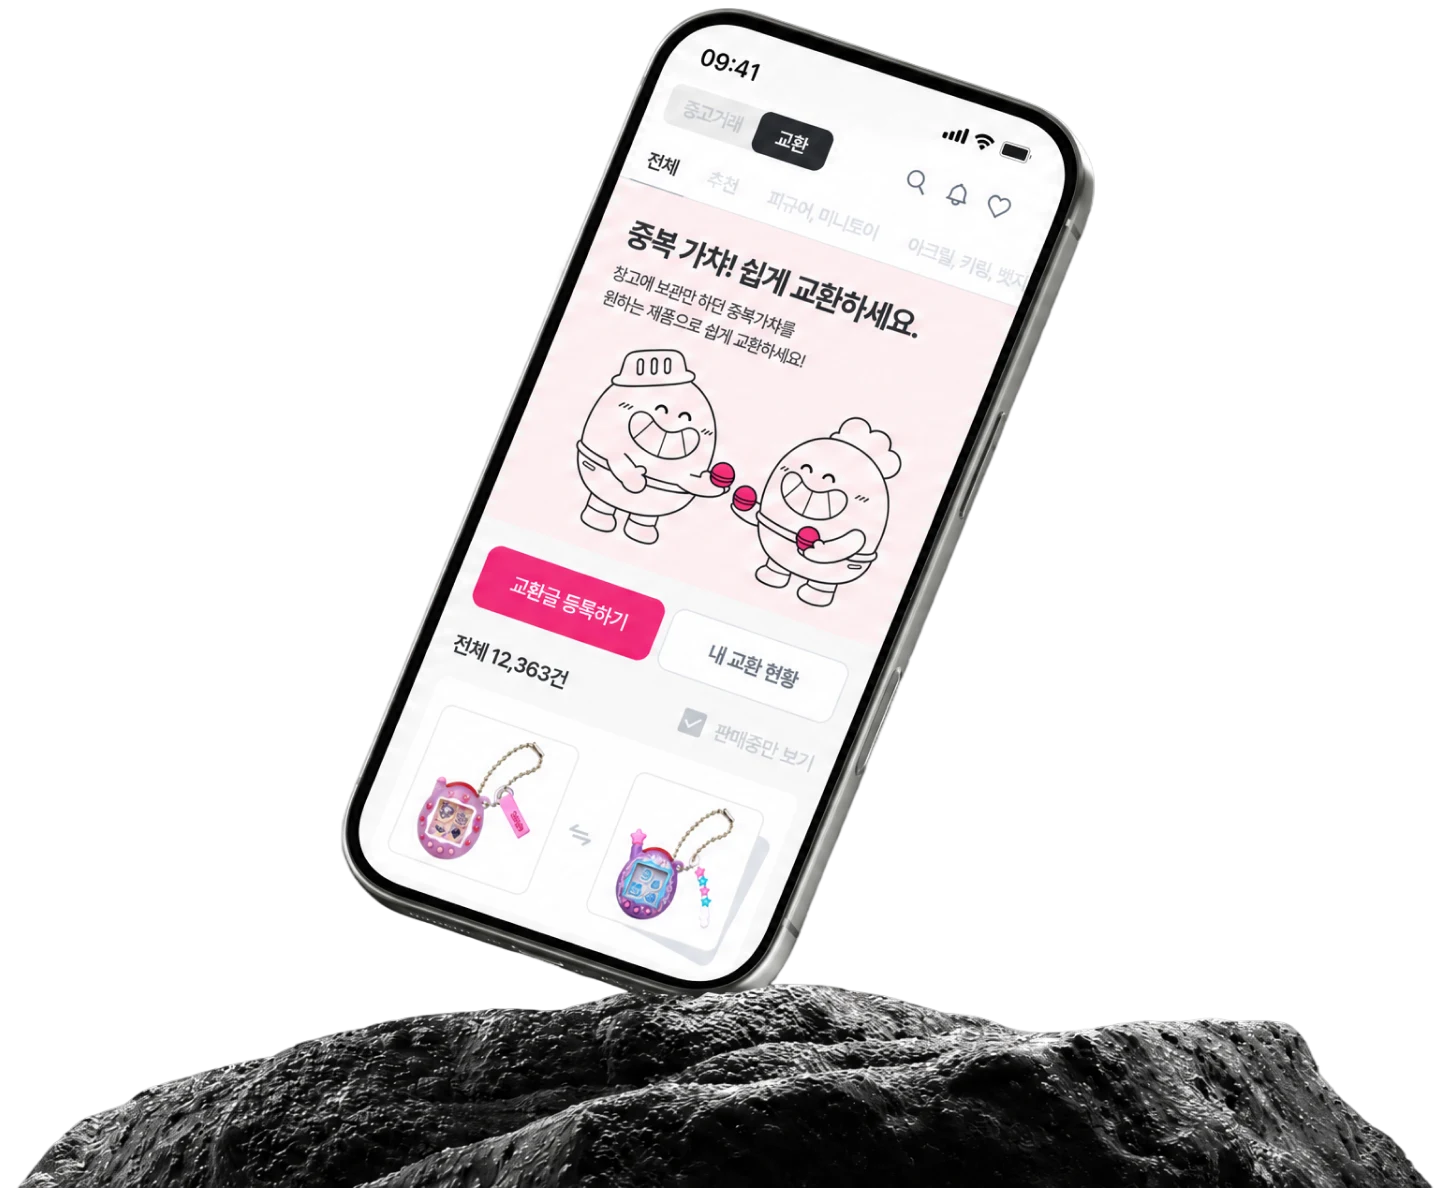 09:41
중고거래 교환
전체 추천 피규어, 미니토이 아크릴, 키링, 뱃지
중복 가챠! 쉽게 교환하세요.
창고에 보관만 하던 중복가챠를
원하는 제품으로 쉽게 교환하세요!
교환글 등록하기
내 교환 현황
전체 12,363건
판매중만 보기